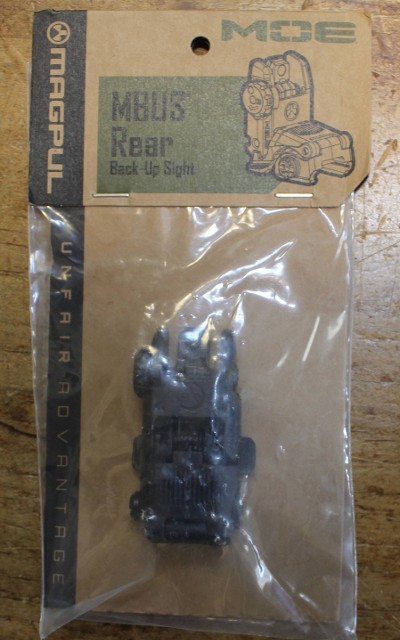 MAGPUL
MOE
MBUS
Rear
Back-Up Sight
UNFAIR ADVANTAGE